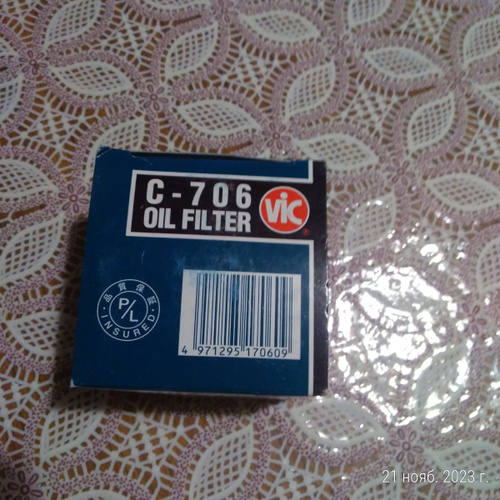 C-706
OIL FILTER
VIC
®
品質保証
P/L
INSURED
4 971295 170609
21 нояб. 2023 г.